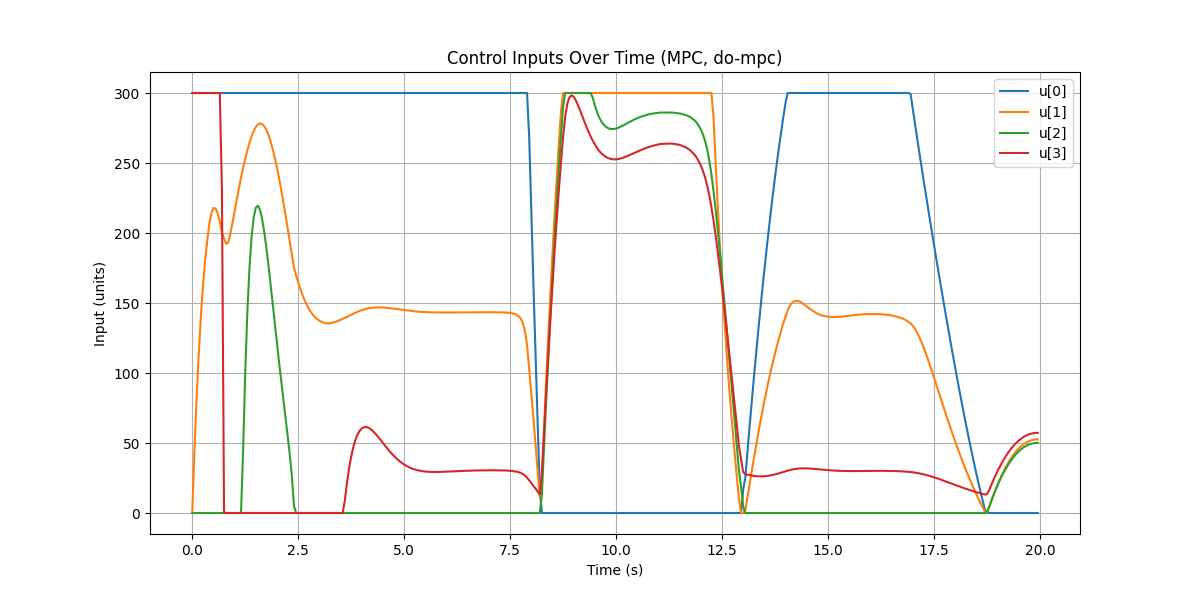 Control Inputs Over Time (MPC, do-mpc)
u[0]
u[1]
u[2]
u[3]
Input (units)
300
250
200
150
100
50
0
0.0 2.5 5.0 7.5 10.0 12.5 15.0 17.5 20.0
Time (s)